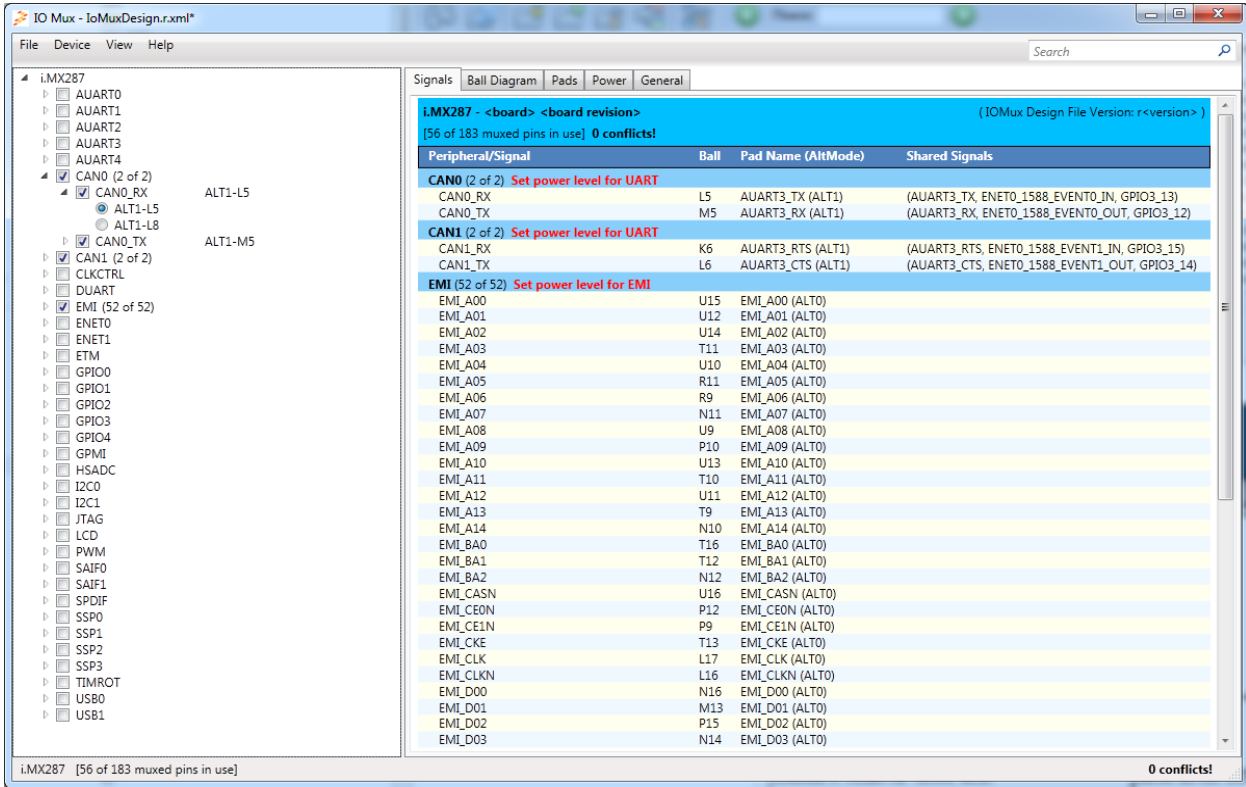 IO Mux - IoMuxDesign.r.xml*
File Device View Help
Search
i.MX287
AUART0
AUART1
AUART2
AUART3
AUART4
CAN0 (2 of 2)
CAN0_RX ALT1-L5
ALT1-L5
ALT1-L8
CAN0_TX ALT1-M5
CAN1 (2 of 2)
CLKCTRL
DUART
EMI (52 of 52)
ENET0
ENET1
ETM
GPIO0
GPIO1
GPIO2
GPIO3
GPIO4
GPMI
HSADC
I2C0
I2C1
JTAG
LCD
PWM
SAIF0
SAIF1
SPDIF
SSP0
SSP1
SSP2
SSP3
TIMROT
USB0
USB1
Signals Ball Diagram Pads Power General
i.MX287 - <board> <board revision> ( IOMux Design File Version: r<version> )
[56 of 183 muxed pins in use] 0 conflicts!
Peripheral/Signal Ball Pad Name (AltMode) Shared Signals
CAN0 (2 of 2) Set power level for UART
CAN0_RX L5 AUART3_TX (ALT1) (AUART3_TX, ENET0_1588_EVENT0_IN, GPIO3_13)
CAN0_TX M5 AUART3_RX (ALT1) (AUART3_RX, ENET0_1588_EVENT0_OUT, GPIO3_12)
CAN1 (2 of 2) Set power level for UART
CAN1_RX K6 AUART3_RTS (ALT1) (AUART3_RTS, ENET0_1588_EVENT1_IN, GPIO3_15)
CAN1_TX L6 AUART3_CTS (ALT1) (AUART3_CTS, ENET0_1588_EVENT1_OUT, GPIO3_14)
EMI (52 of 52) Set power level for EMI
EMI_A00 U15 EMI_A00 (ALT0)
EMI_A01 U12 EMI_A01 (ALT0)
EMI_A02 U14 EMI_A02 (ALT0)
EMI_A03 T11 EMI_A03 (ALT0)
EMI_A04 U10 EMI_A04 (ALT0)
EMI_A05 R11 EMI_A05 (ALT0)
EMI_A06 R9 EMI_A06 (ALT0)
EMI_A07 N11 EMI_A07 (ALT0)
EMI_A08 U9 EMI_A08 (ALT0)
EMI_A09 P10 EMI_A09 (ALT0)
EMI_A10 U13 EMI_A10 (ALT0)
EMI_A11 T10 EMI_A11 (ALT0)
EMI_A12 U11 EMI_A12 (ALT0)
EMI_A13 T9 EMI_A13 (ALT0)
EMI_A14 N10 EMI_A14 (ALT0)
EMI_BA0 T16 EMI_BA0 (ALT0)
EMI_BA1 T12 EMI_BA1 (ALT0)
EMI_BA2 N12 EMI_BA2 (ALT0)
EMI_CASN U16 EMI_CASN (ALT0)
EMI_CE0N P12 EMI_CE0N (ALT0)
EMI_CE1N P9 EMI_CE1N (ALT0)
EMI_CKE T13 EMI_CKE (ALT0)
EMI_CLK L17 EMI_CLK (ALT0)
EMI_CLKN L16 EMI_CLKN (ALT0)
EMI_D00 N16 EMI_D00 (ALT0)
EMI_D01 M13 EMI_D01 (ALT0)
EMI_D02 P15 EMI_D02 (ALT0)
EMI_D03 N14 EMI_D03 (ALT0)
i.MX287 [56 of 183 muxed pins in use] 0 conflicts!